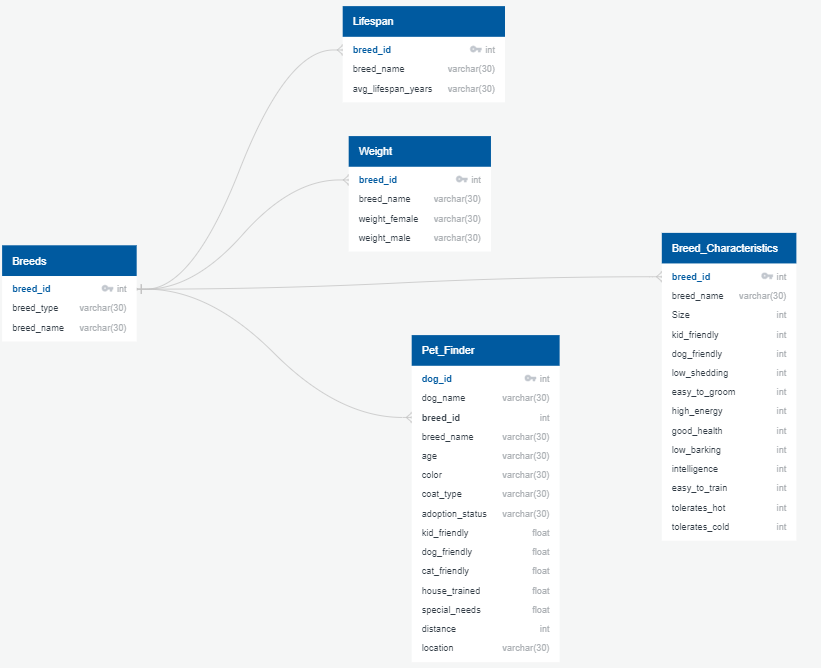 Lifespan
breed_id int
breed_name varchar(30)
avg_lifespan_years varchar(30)
Weight
breed_id int
breed_name varchar(30)
weight_female varchar(30)
weight_male varchar(30)
Breeds
breed_id int
breed_type varchar(30)
breed_name varchar(30)
Breed_Characteristics
breed_id int
breed_name varchar(30)
Size int
kid_friendly int
dog_friendly int
low_shedding int
easy_to_groom int
high_energy int
good_health int
low_barking int
intelligence int
easy_to_train int
tolerates_hot int
tolerates_cold int
Pet_Finder
dog_id int
dog_name varchar(30)
breed_id int
breed_name varchar(30)
age varchar(30)
color varchar(30)
coat_type varchar(30)
adoption_status varchar(30)
kid_friendly float
dog_friendly float
cat_friendly float
house_trained float
special_needs float
distance int
location varchar(30)